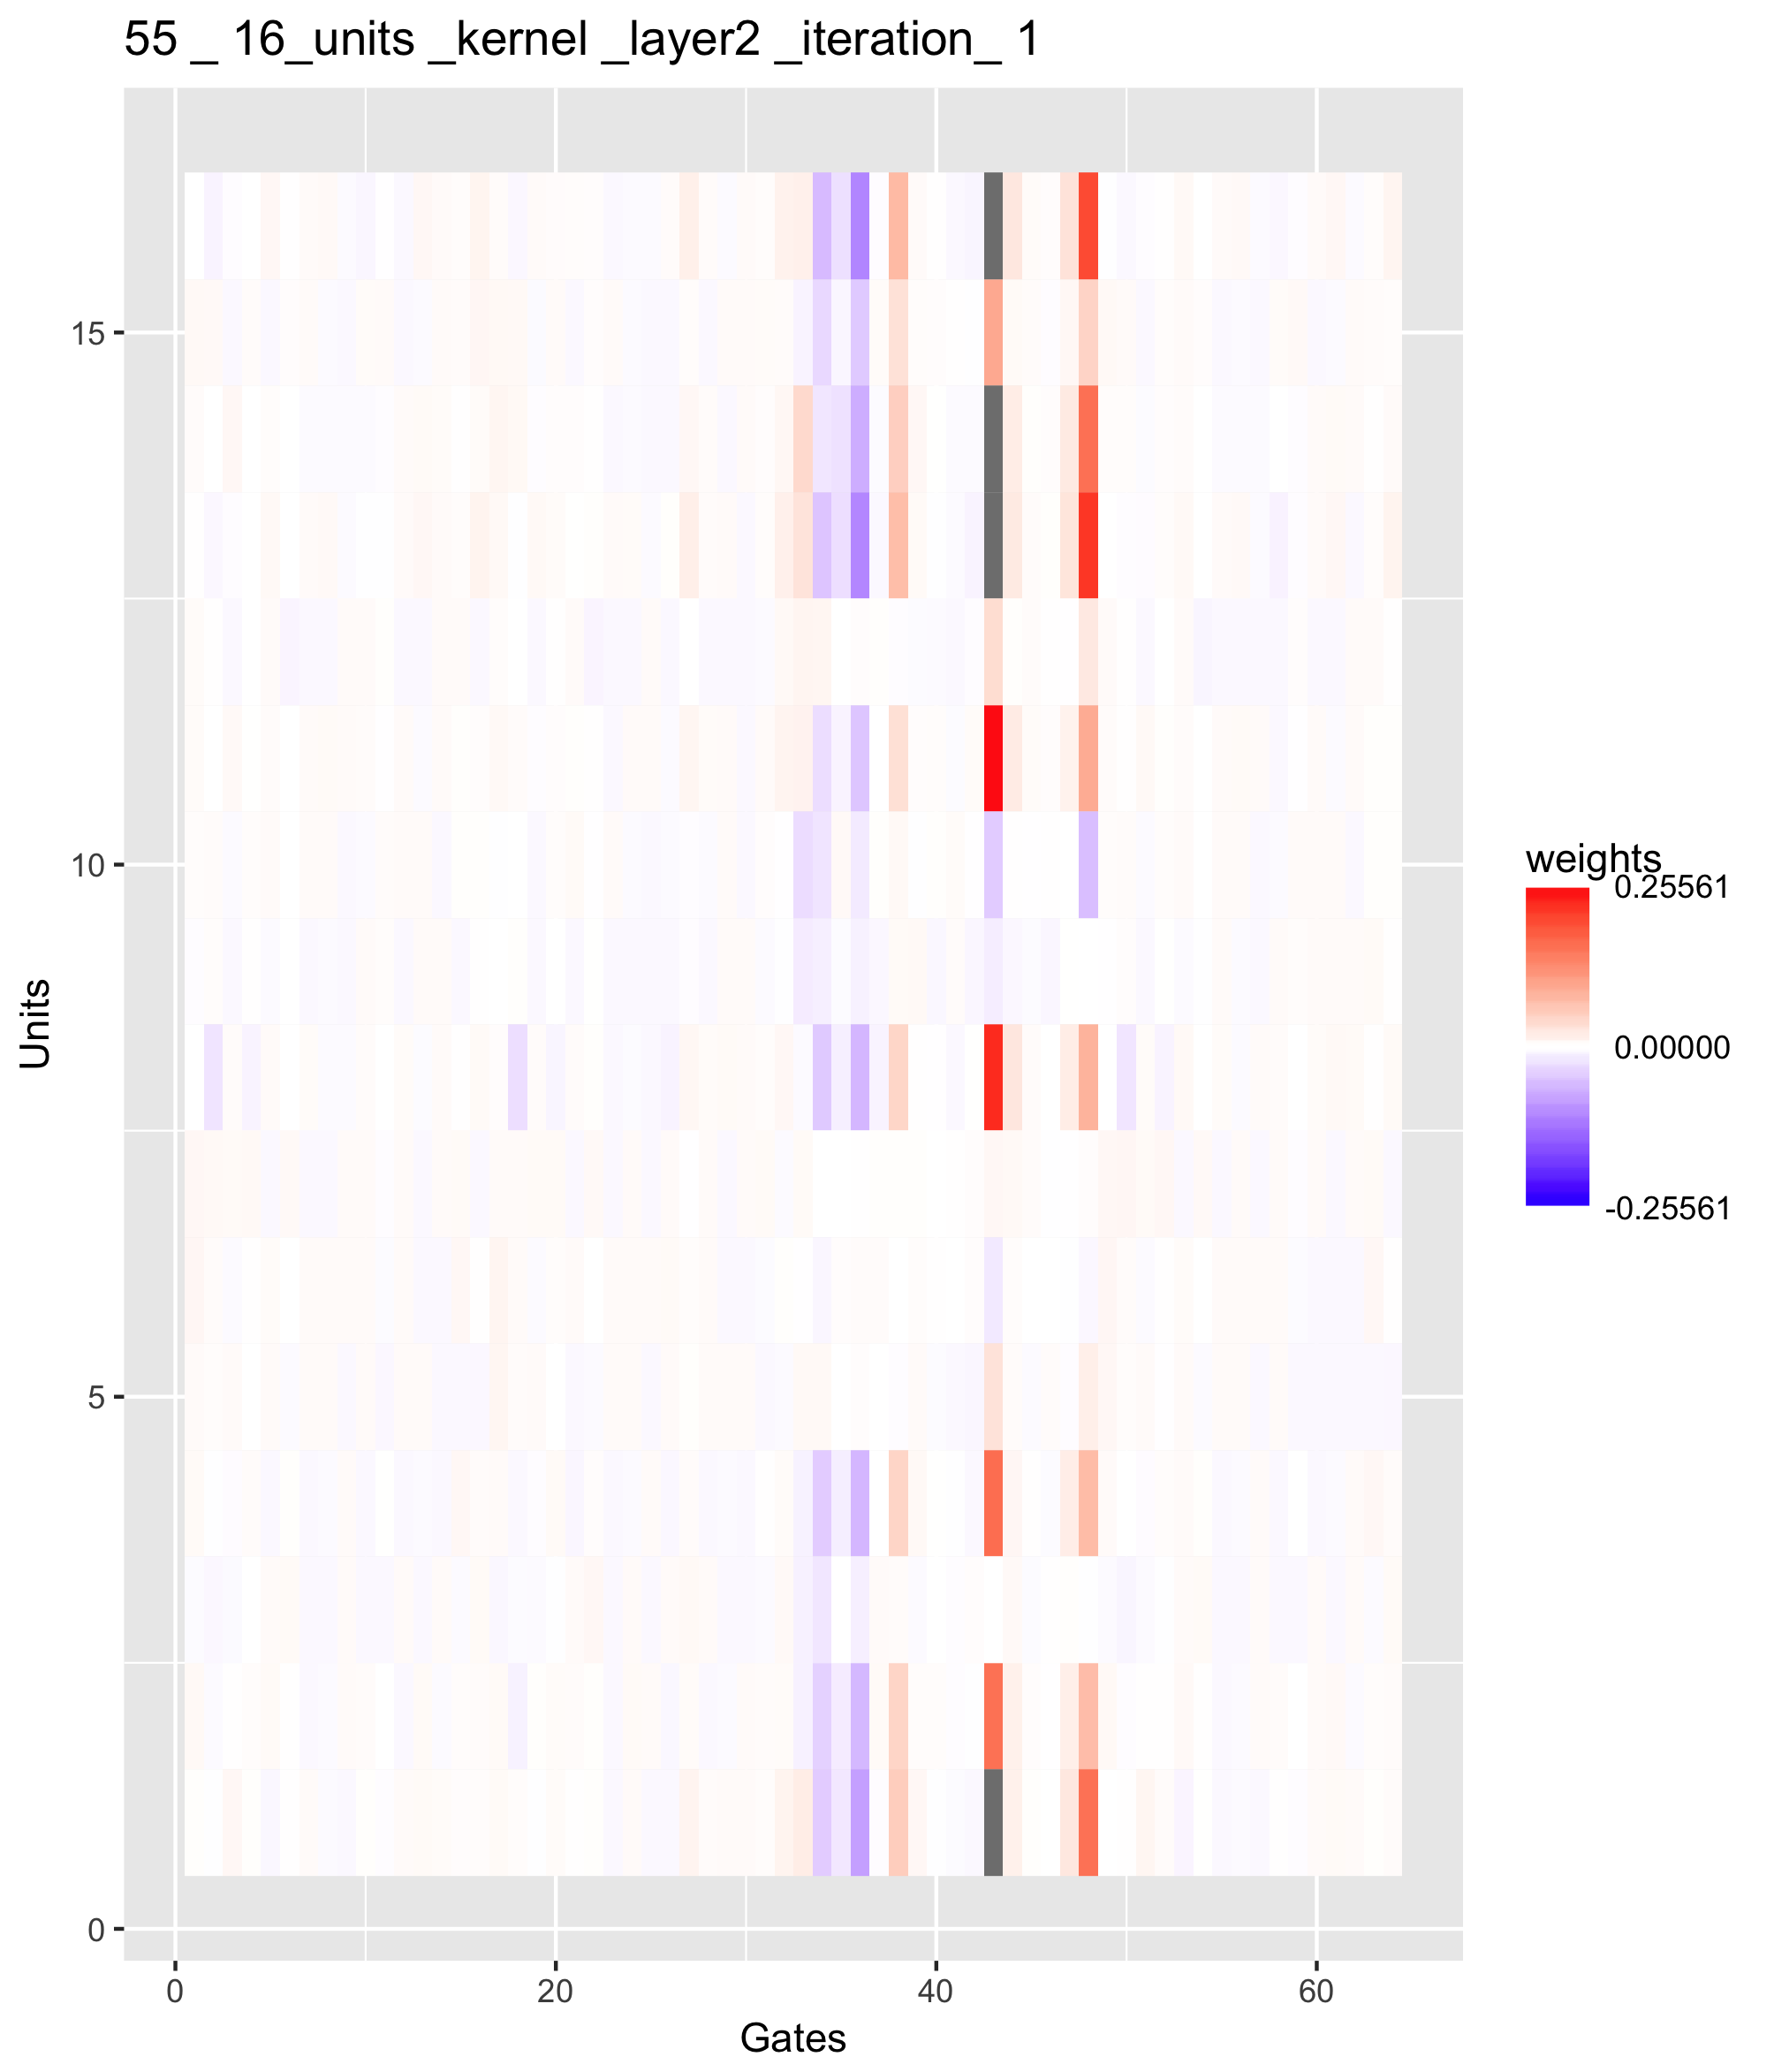 55 _ 16_units _kernel _layer2 _iteration_ 1
15
10
5
0
Units
0
20
40
60
Gates
weights
0.25561
0.00000
-0.25561